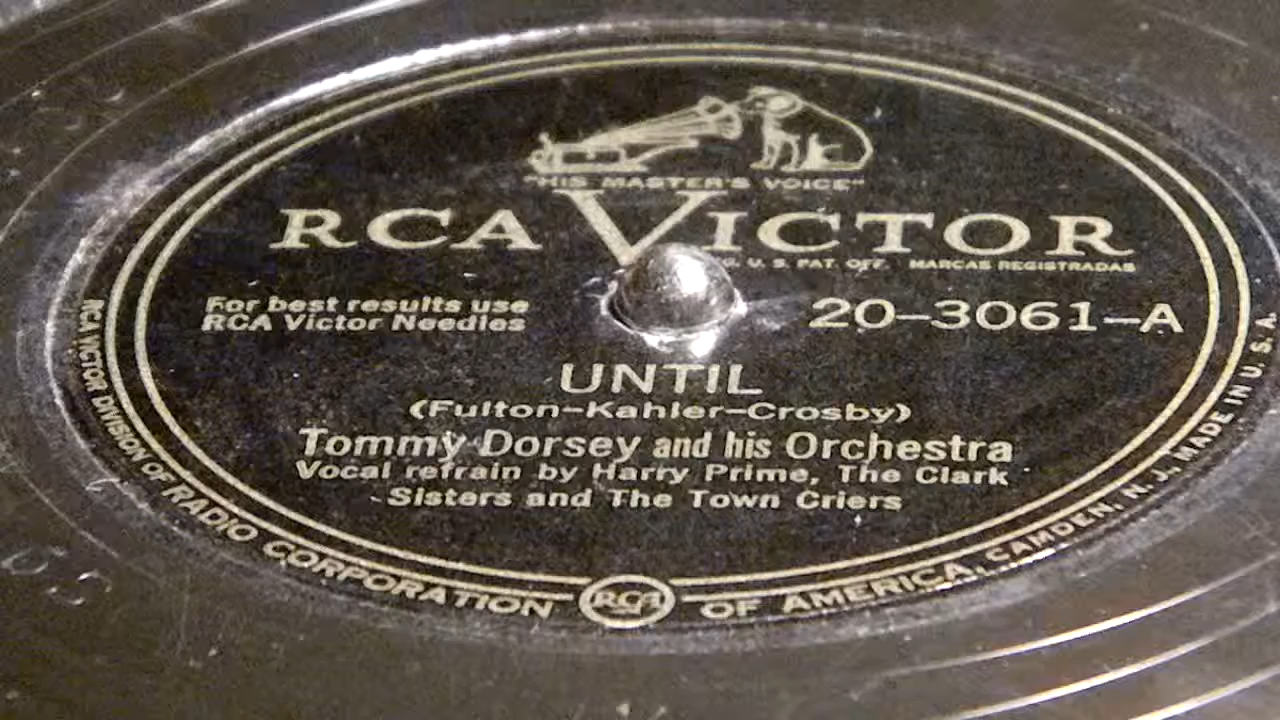 "HIS MASTER'S VOICE"
RCA VICTOR
U. S. PAT. OFF. MARCAS REGISTRADAS
For best results use
RCA Victor Needles
20-3061-A
UNTIL
(Fulton-Kahler-Crosby)
Tommy Dorsey and his Orchestra
Vocal refrain by Harry Prime, The Clark
Sisters and The Town Criers
RCA VICTOR DIVISION OF RADIO CORPORATION OF AMERICA, CAMDEN, N. J., MADE IN U. S. A.
RCA